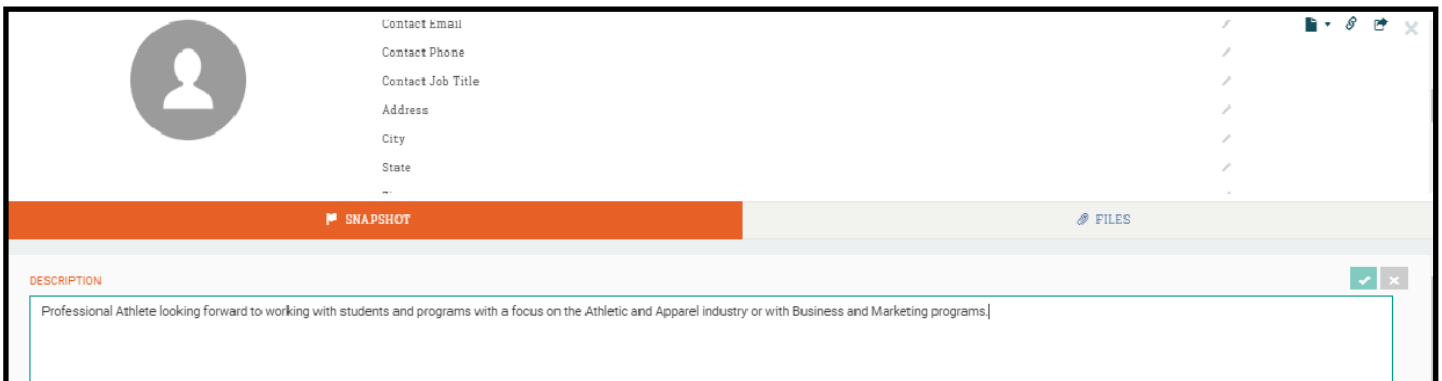 Contact Email
Contact Phone
Contact Job Title
Address
City
State
SNAPSHOT
FILES
DESCRIPTION
Professional Athlete looking forward to working with students and programs with a focus on the Athletic and Apparel industry or with Business and Marketing programs.